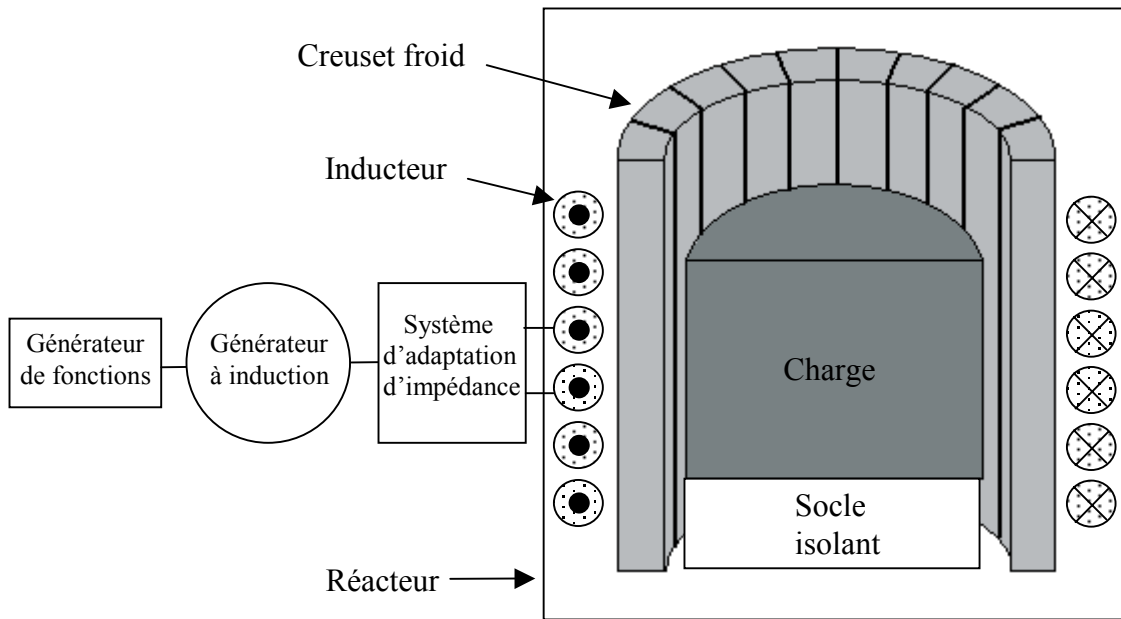 Creuset froid
Inducteur
Générateur
de fonctions
Générateur
à induction
Système
d'adaptation
d'impédance
Charge
Socle
isolant
Réacteur